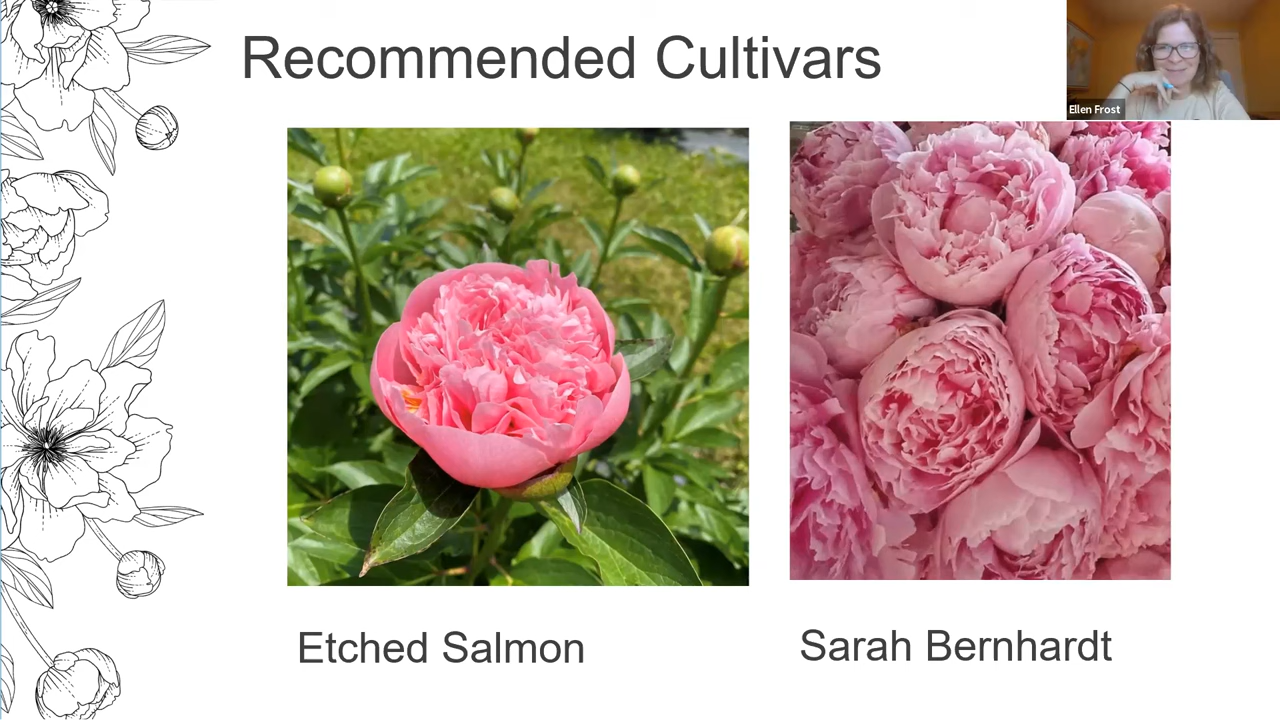 Recommended Cultivars
Ellen Frost
Etched Salmon
Sarah Bernhardt